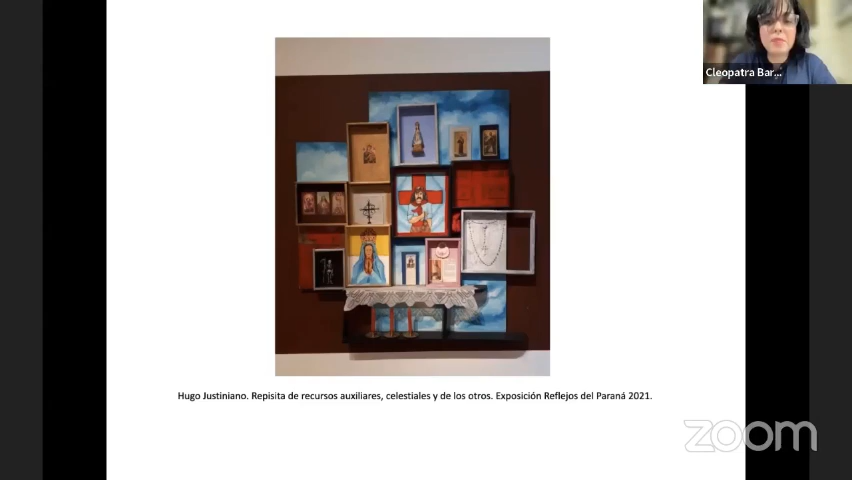 Cleopatra Bar...
Hugo Justiniano. Repisita de recursos auxiliares, celestiales y de los otros. Exposición Reflejos del Paraná 2021.
zoom